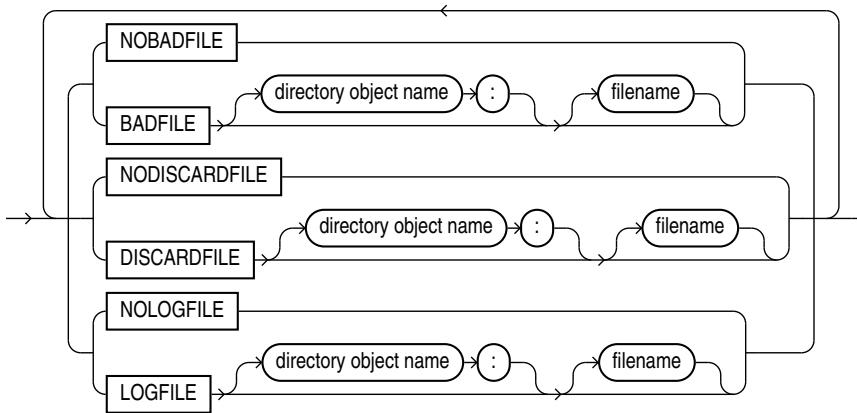 NOBADFILE
BADFILE directory object name : filename
NODISCARDFILE
DISCARDFILE directory object name : filename
NOLOGFILE
LOGFILE directory object name : filename